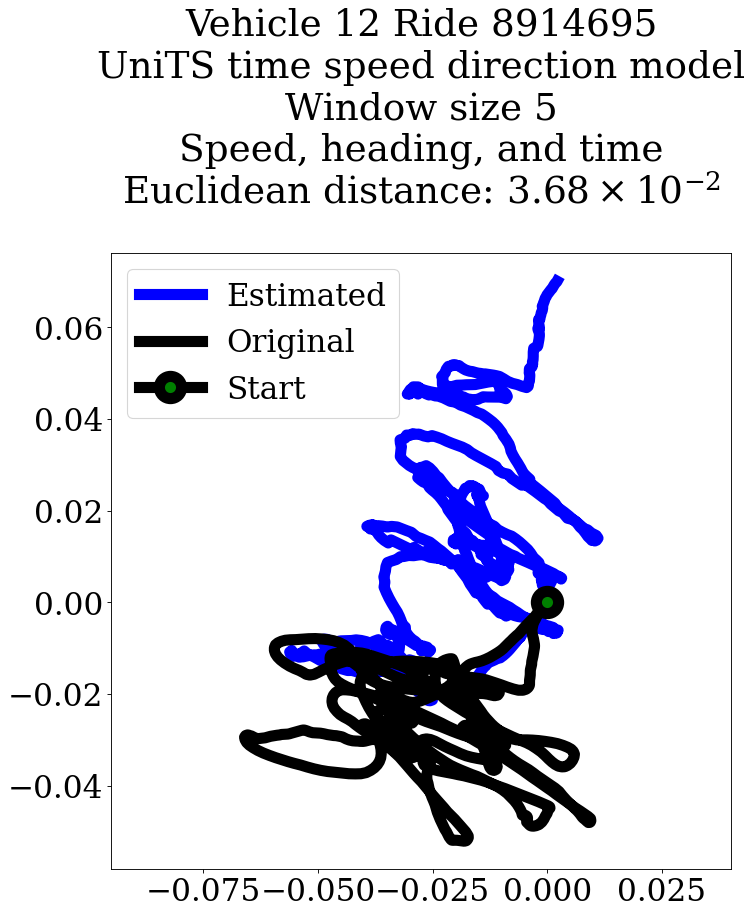 Vehicle 12 Ride 8914695
UniTS time speed direction model
Window size 5
Speed, heading, and time
Euclidean distance: 3.68 × 10⁻²
Estimated
Original
Start
0.06
0.04
0.02
0.00
−0.02
−0.04
−0.075 −0.050 −0.025 0.000 0.025